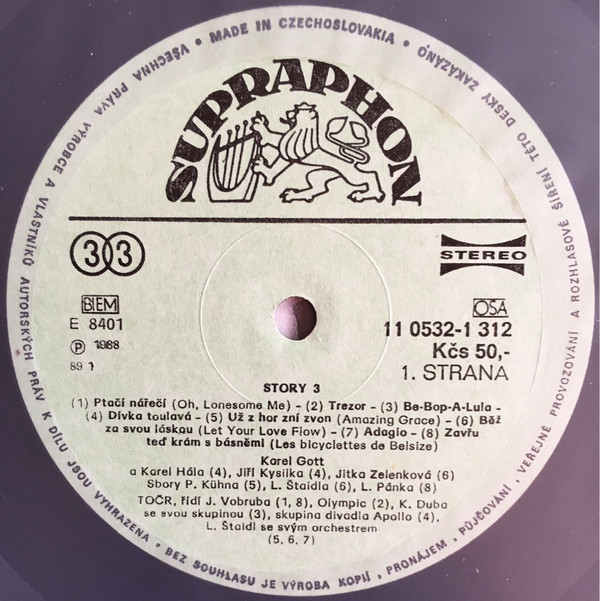 MADE IN CZECHOSLOVAKIA • VŠECHNA PRÁVA VÝROBCE A VLASTNÍKŮ AUTORSKÝCH PRÁV K DÍLU JSOU VYHRAZENA • BEZ SOUHLASU JE VÝROBA KOPIÍ, PRONÁJEM, PŮJČOVÁNÍ, VEŘEJNÉ PROVOZOVÁNÍ A ROZHLASOVÉ ŠÍŘENÍ TÉTO DESKY ZAKÁZÁNO •
SUPRAPHON
33
STEREO
BIEM
OSA
E 8401
11 0532-1 312
Ⓟ 1988
Kčs 50,-
89 1
1. STRANA
STORY 3
(1) Ptačí nářečí (Oh, Lonesome Me) – (2) Trezor – (3) Be-Bop-A-Lula –
(4) Dívka toulavá – (5) Už z hor zní zvon (Amazing Grace) – (6) Běž
za svou láskou (Let Your Love Flow) – (7) Adagio – (8) Zavřu
teď krám s básněmi (Les bicyclettes de Belsize)
Karel Gott
a Karel Hála (4), Jiří Kysilka (4), Jitka Zelenková (6)
Sbory P. Kühna (5), L. Štaidla (6), L. Pánka (8)
TOČR, řídí J. Vobruba (1, 8), Olympic (2), K. Duba
se svou skupinou (3), skupina divadla Apollo (4),
L. Štaidl se svým orchestrem
(5, 6, 7)